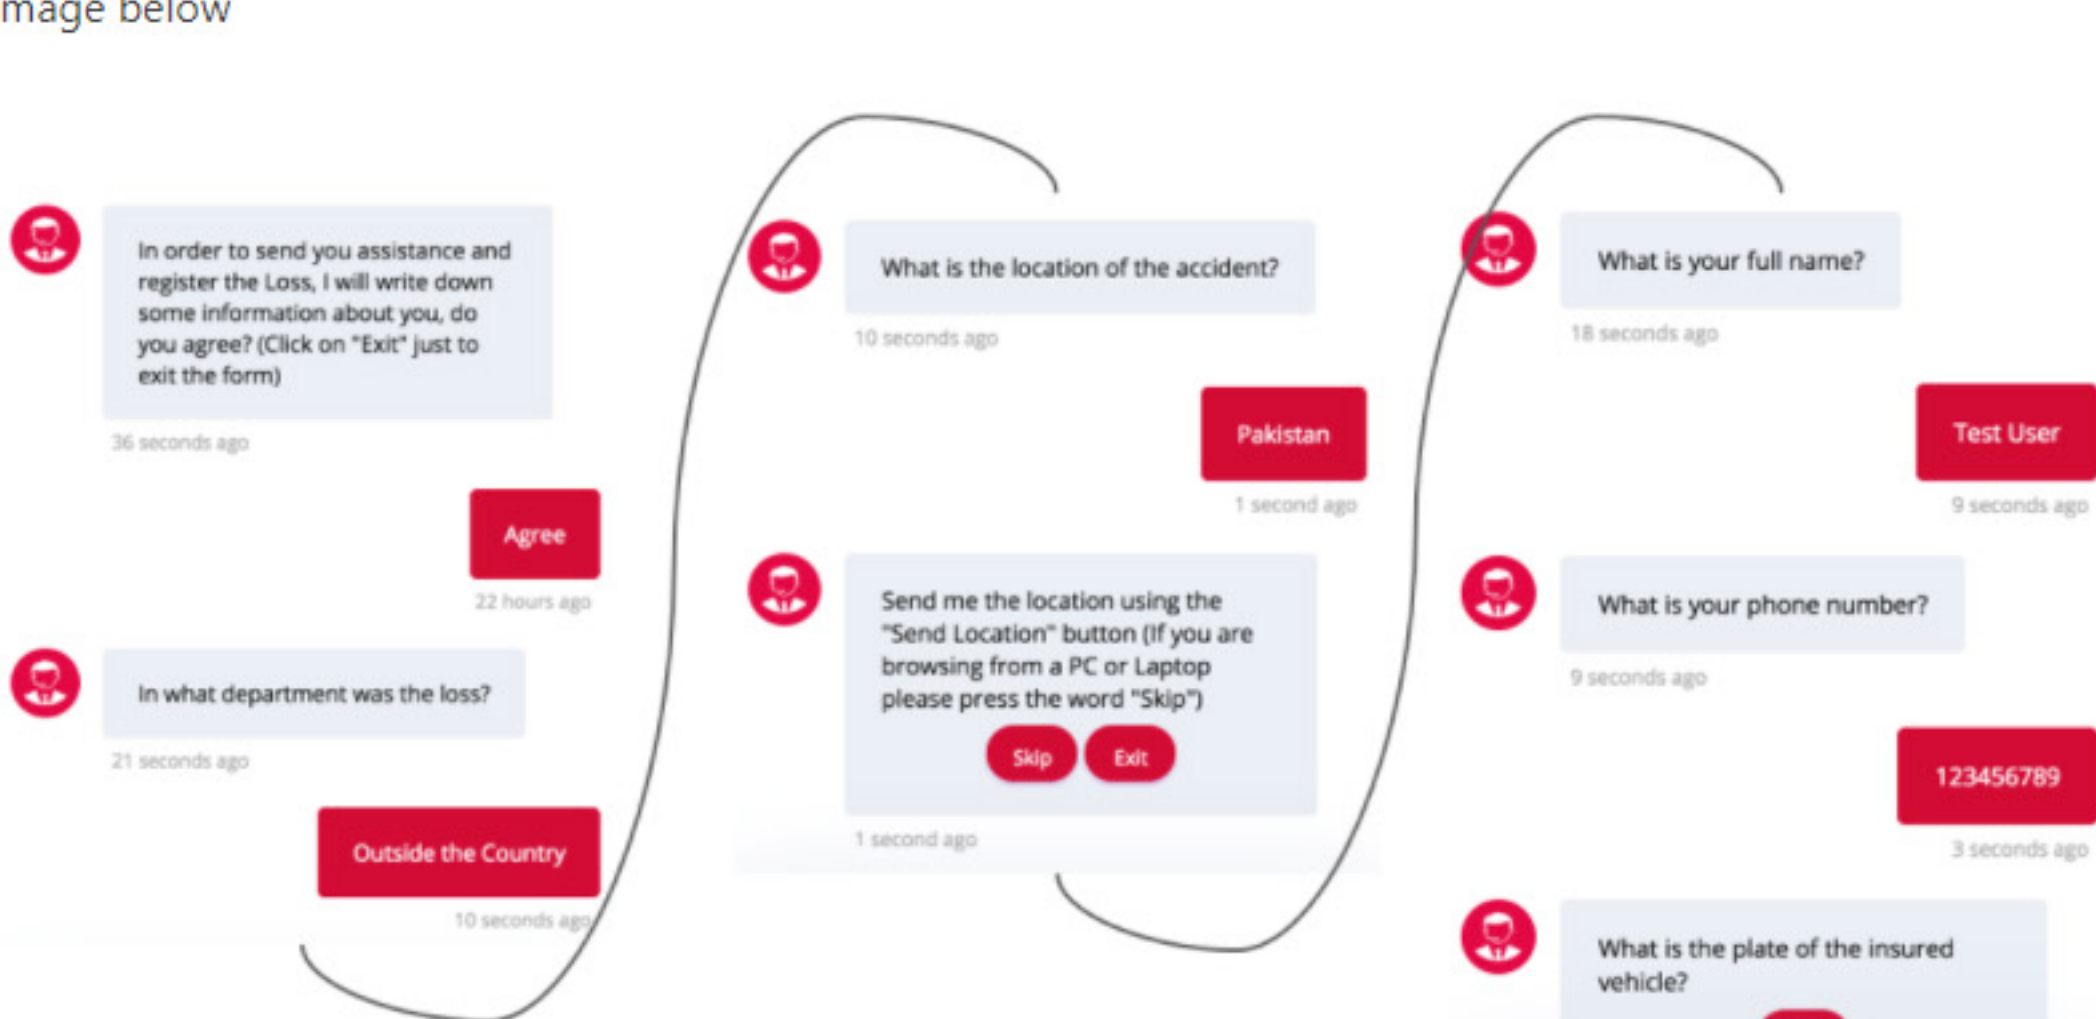 mage below
In order to send you assistance and
register the Loss, I will write down
some information about you, do
you agree? (Click on "Exit" just to
exit the form)
36 seconds ago
Agree
22 hours ago
In what department was the loss?
21 seconds ago
Outside the Country
10 seconds ago
What is the location of the accident?
10 seconds ago
Pakistan
1 second ago
Send me the location using the
"Send Location" button (If you are
browsing from a PC or Laptop
please press the word "Skip")
Skip Exit
1 second ago
What is your full name?
18 seconds ago
Test User
9 seconds ago
What is your phone number?
9 seconds ago
123456789
3 seconds ago
What is the plate of the insured
vehicle?